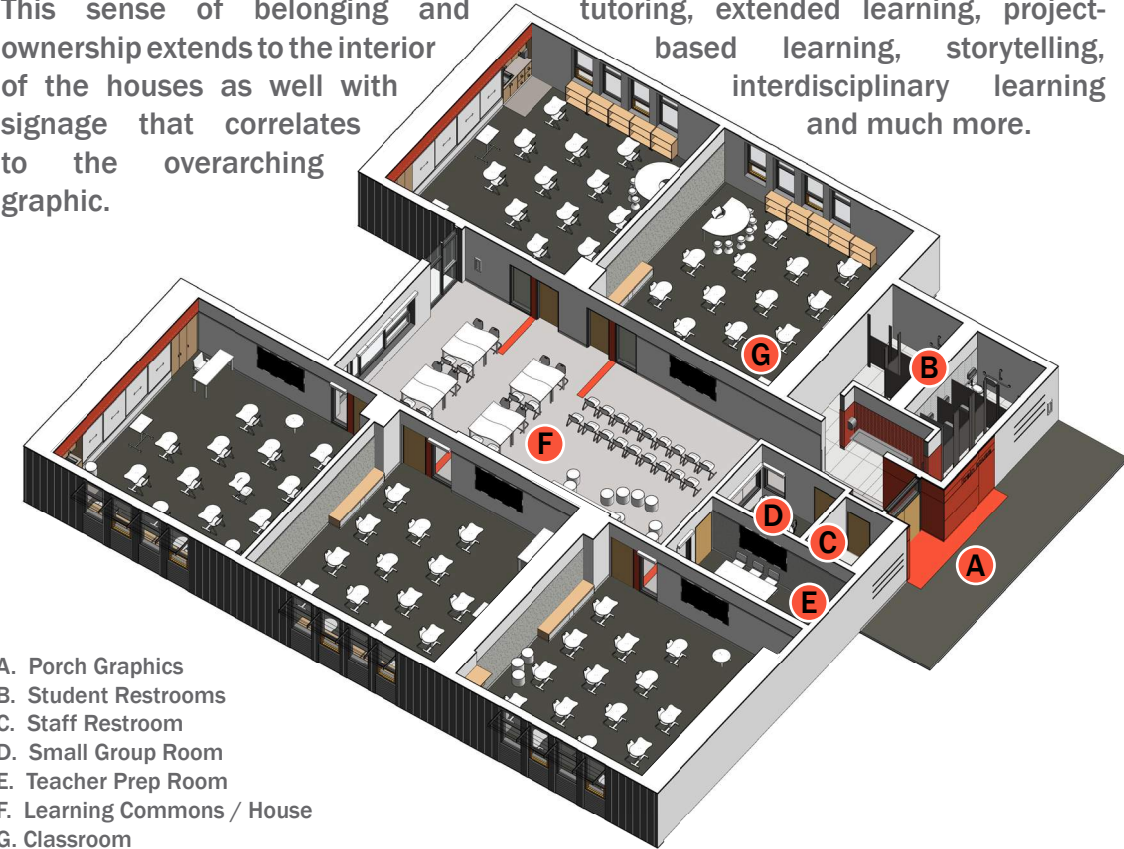 This sense of belonging and
ownership extends to the interior
of the houses as well with
signage that correlates
to the overarching
graphic.
tutoring, extended learning, project-
based learning, storytelling,
interdisciplinary learning
and much more.
G
B
F
D
C
A
E
A. Porch Graphics
B. Student Restrooms
C. Staff Restroom
D. Small Group Room
E. Teacher Prep Room
F. Learning Commons / House
G. Classroom